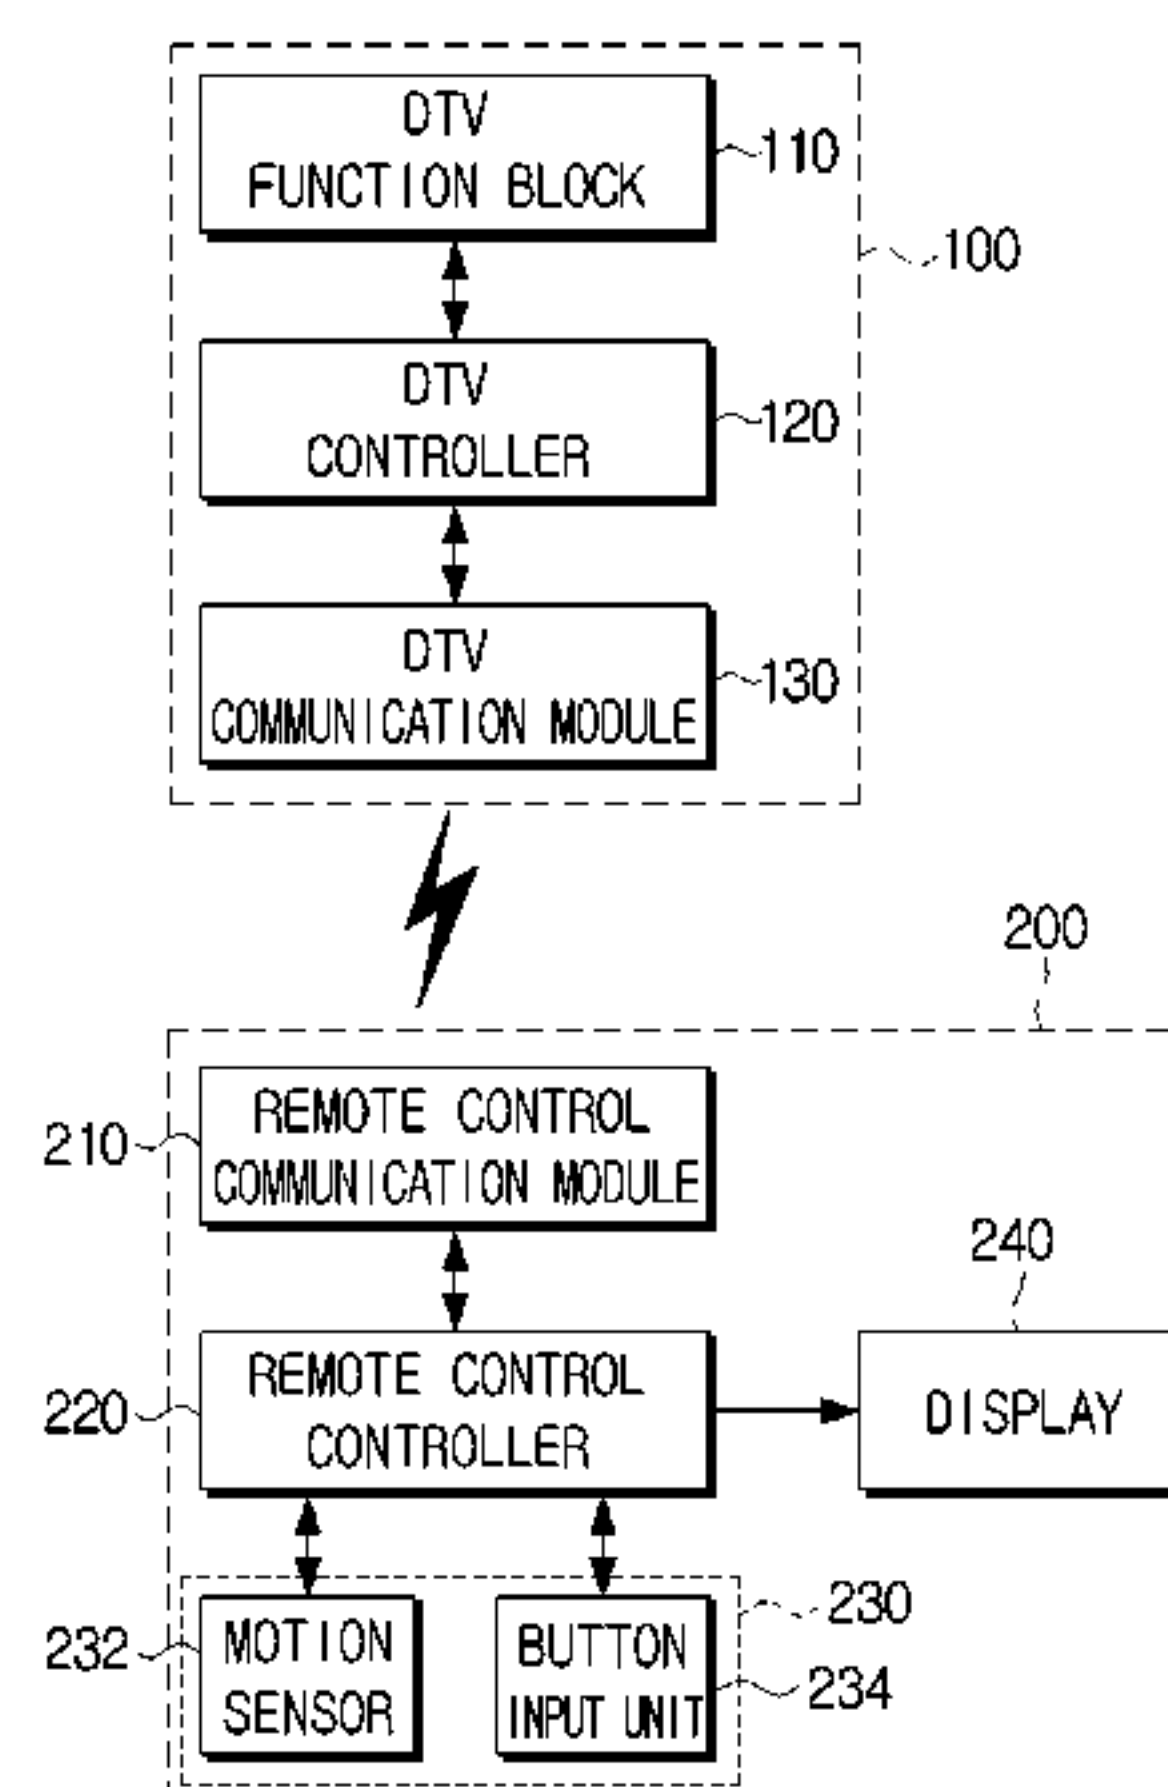 DTV
FUNCTION BLOCK
110
100
DTV
CONTROLLER
120
DTV
COMMUNICATION MODULE
130
200
REMOTE CONTROL
COMMUNICATION MODULE
210
240
REMOTE CONTROL
CONTROLLER
220
DISPLAY
230
232
MOTION
SENSOR
BUTTON
INPUT UNIT
234